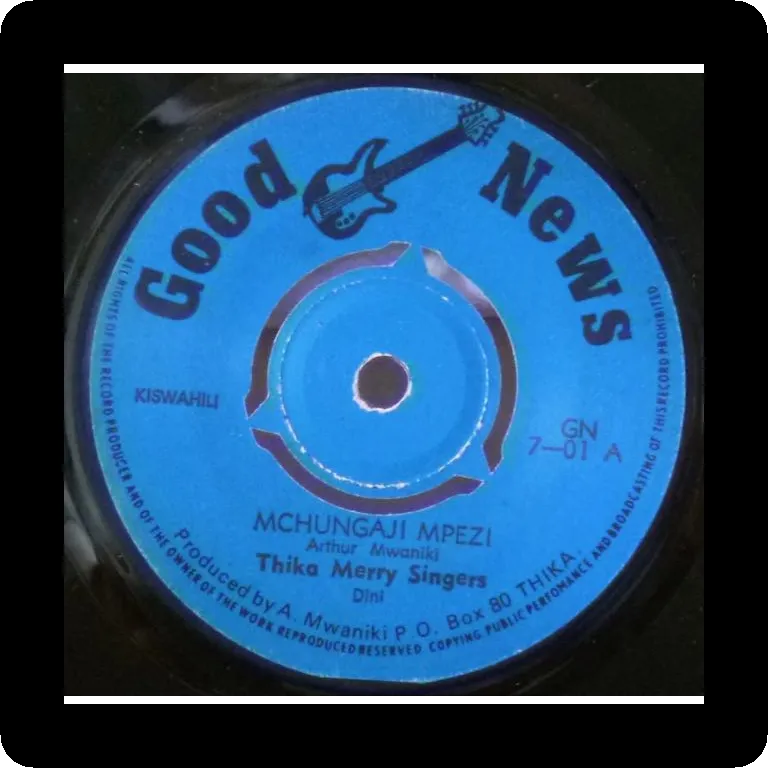 Good News
KISWAHILI
GN
7—01 A
MCHUNGAJI MPEZI
Arthur Mwaniki
Thika Merry Singers
Dini
Produced by A. Mwaniki P O. Box 80 THIKA.
ALL RIGHTS OF THE RECORD PRODUCER AND OF THE OWNER OF THE WORK REPRODUCED RESERVED COPYING PUBLIC PERFOMANCE AND BROADCASTING OF THIS RECORD PROHIBITED